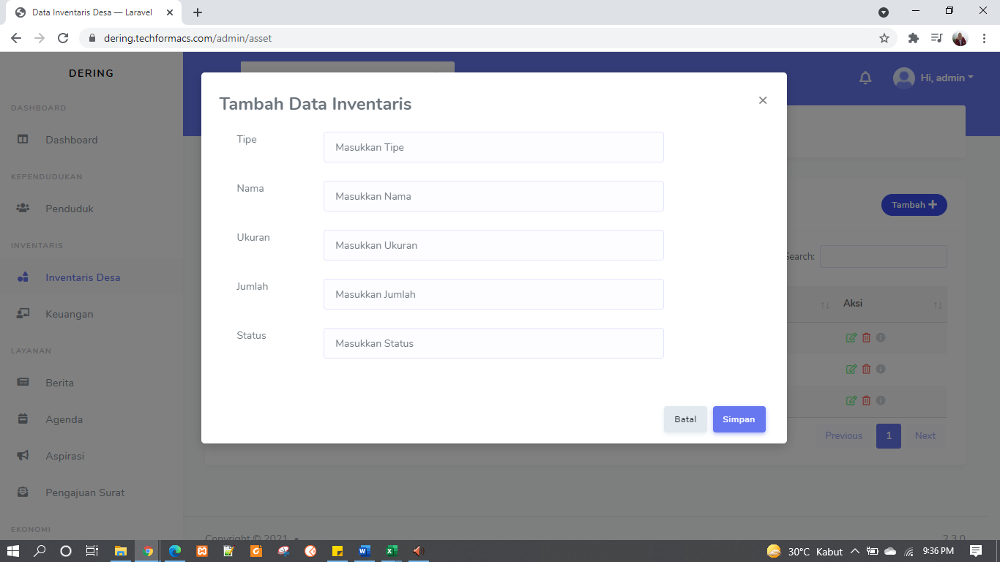 Data Inventaris Desa — Laravel
dering.techformacs.com/admin/asset
DERING
Hi, admin
DASHBOARD
Dashboard
KEPENDUDUKAN
Penduduk
INVENTARIS
Inventaris Desa
Keuangan
LAYANAN
Berita
Agenda
Aspirasi
Pengajuan Surat
EKONOMI
Tambah Data Inventaris
×
Tipe
Masukkan Tipe
Nama
Masukkan Nama
Ukuran
Masukkan Ukuran
Jumlah
Masukkan Jumlah
Status
Masukkan Status
Batal
Simpan
Tambah
Search:
Aksi
Previous
1
Next
Copyright © 2021 •
2.3.0
30°C Kabut
9:36 PM